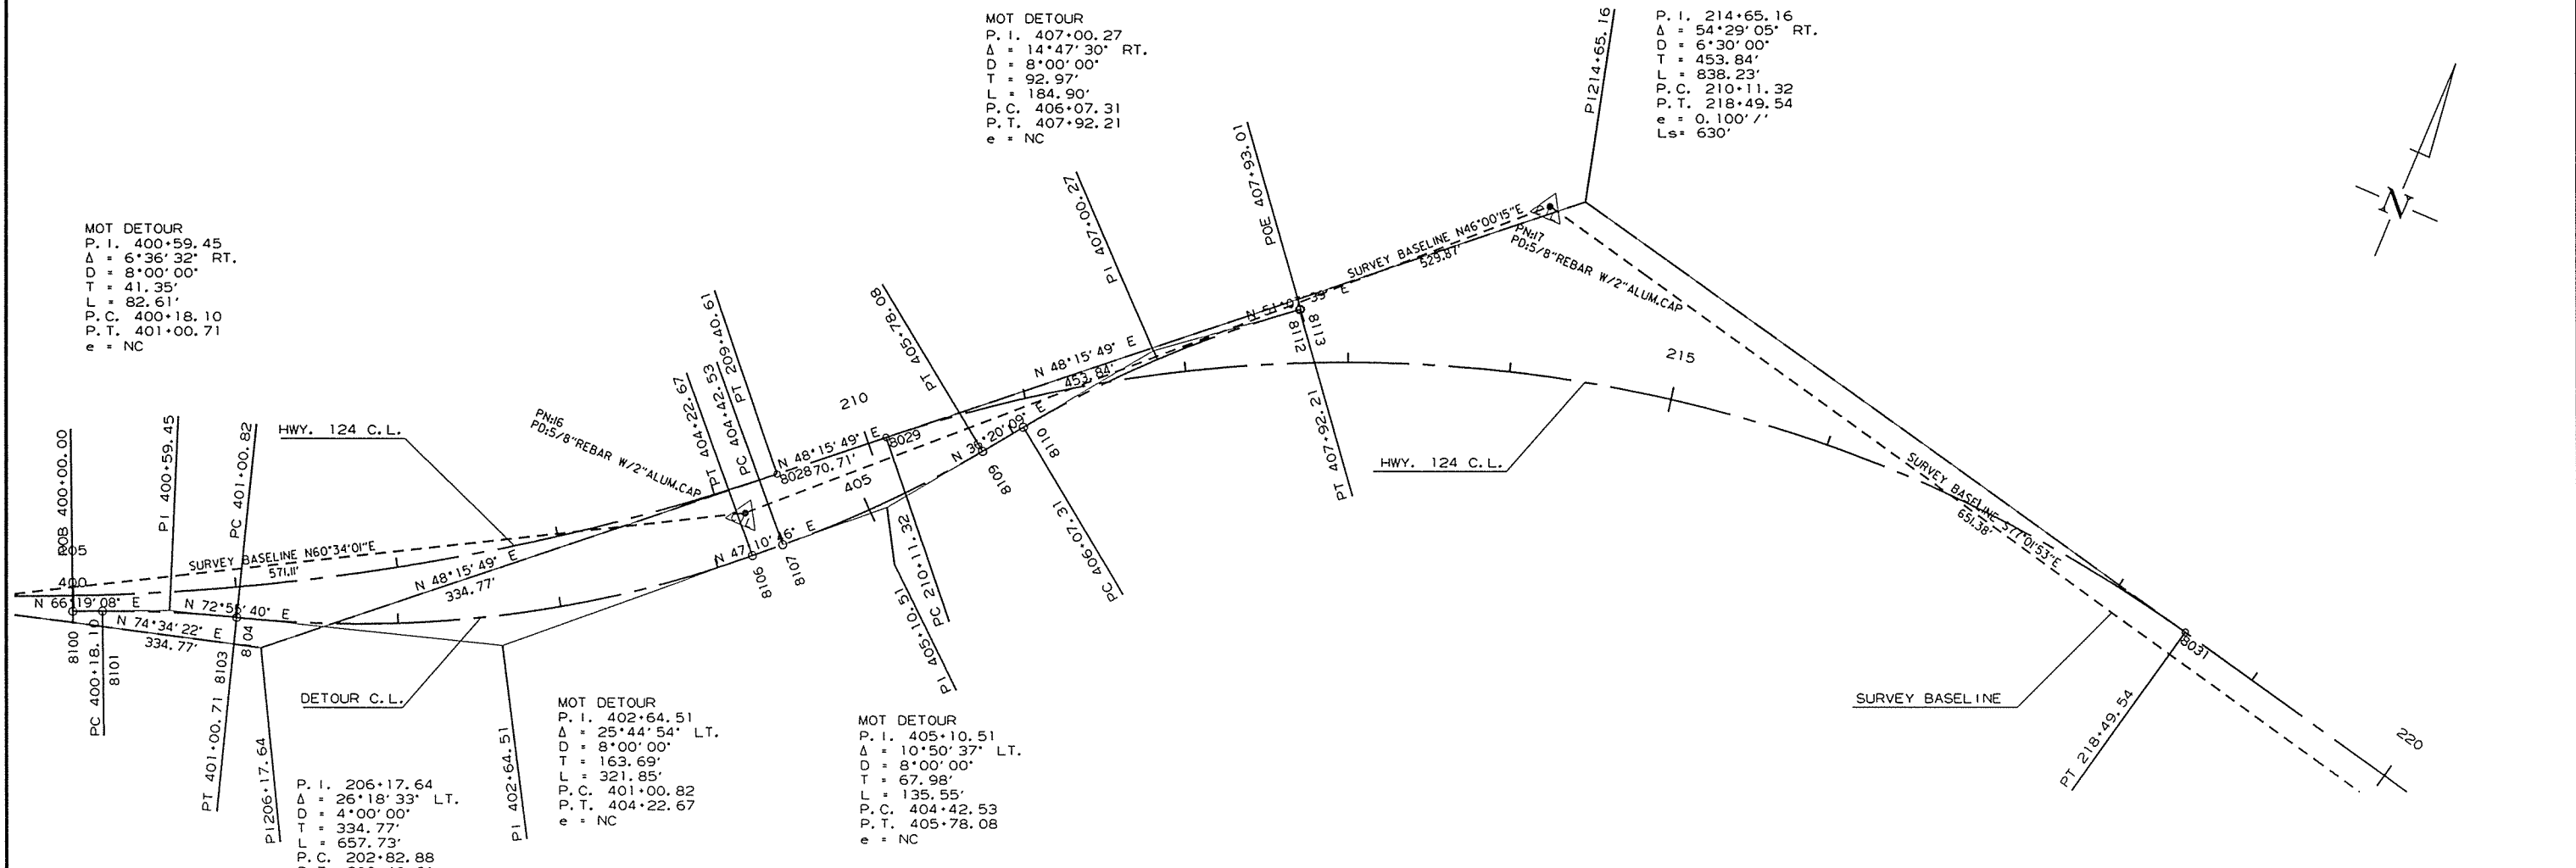 MOT DETOUR
P. I. 407+00.27
Δ = 14°47'30" RT.
D = 8°00'00"
T = 92.97'
L = 184.90'
P.C. 406+07.31
P.T. 407+92.21
e = NC
P. I. 214+65.16
Δ = 54°29'05" RT.
D = 6°30'00"
T = 453.84'
L = 838.23'
P.C. 210+11.32
P.T. 218+49.54
e = 0.100'/'
Ls= 630'
PI 214+65.16
N
MOT DETOUR
P. I. 400+59.45
Δ = 6°36'32" RT.
D = 8°00'00"
T = 41.35'
L = 82.61'
P.C. 400+18.10
P.T. 401+00.71
e = NC
POB 400+00.00
PI 400+59.45
PC 401+00.82
HWY. 124 C.L.
PN:16
PD:5/8"REBAR W/2"ALUM.CAP
PT 404+22.67
PC 404+42.53
PT 209+40.61
PT 405+78.08
PI 407+00.27
POE 407+93.01
SURVEY BASELINE N46°00'15"E
529.87'
PN:17
PD:5/8"REBAR W/2"ALUM.CAP
210
215
220
205
400
405
SURVEY BASELINE N60°34'01"E
571.11'
N 48°15'49" E
334.77'
N 48°15'49" E
70.71'
8028
8029
N 48°15'49" E
453.84'
8112
8113
PT 407+92.21
HWY. 124 C.L.
SURVEY BASELINE S77°01'53"E
651.38'
N 66°19'08" E
N 72°55'40" E
N 74°34'22" E
334.77'
N 47°10'46" E
8100
PC 400+18.10
8101
PT 401+00.71
8103
8104
8106
8107
8109
8110
PI 405+10.51
PC 210+11.32
PC 406+07.31
8031
PT 218+49.54
SURVEY BASELINE
DETOUR C.L.
PI 206+17.64
PI 402+64.51
P. I. 206+17.64
Δ = 26°18'33" LT.
D = 4°00'00"
T = 334.77'
L = 657.73'
P.C. 202+82.88
MOT DETOUR
P. I. 402+64.51
Δ = 25°44'54" LT.
D = 8°00'00"
T = 163.69'
L = 321.85'
P.C. 401+00.82
P.T. 404+22.67
e = NC
MOT DETOUR
P. I. 405+10.51
Δ = 10°50'37" LT.
D = 8°00'00"
T = 67.98'
L = 135.55'
P.C. 404+42.53
P.T. 405+78.08
e = NC